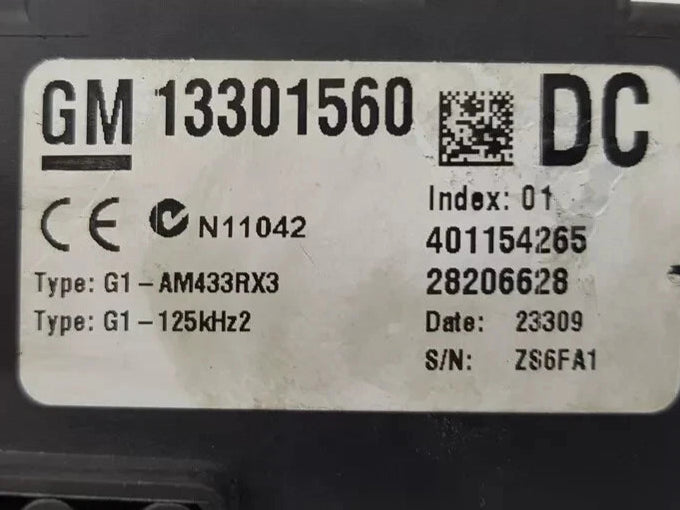 GM 13301560 DC
CE N11042
Index: 01
401154265
Type: G1-AM433RX3
28206628
Type: G1-125kHz2
Date: 23309
S/N: ZS6FA1